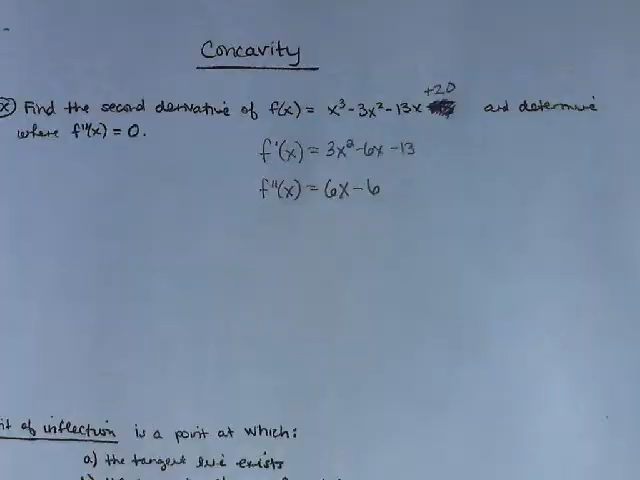 Concavity
Ex) Find the second derivative of f(x) = x³ - 3x² - 13x +20 and determine
where f''(x) = 0.
f'(x) = 3x² - 6x - 13
f''(x) = 6x - 6
of inflection is a point at which:
a.) the tangent line exists